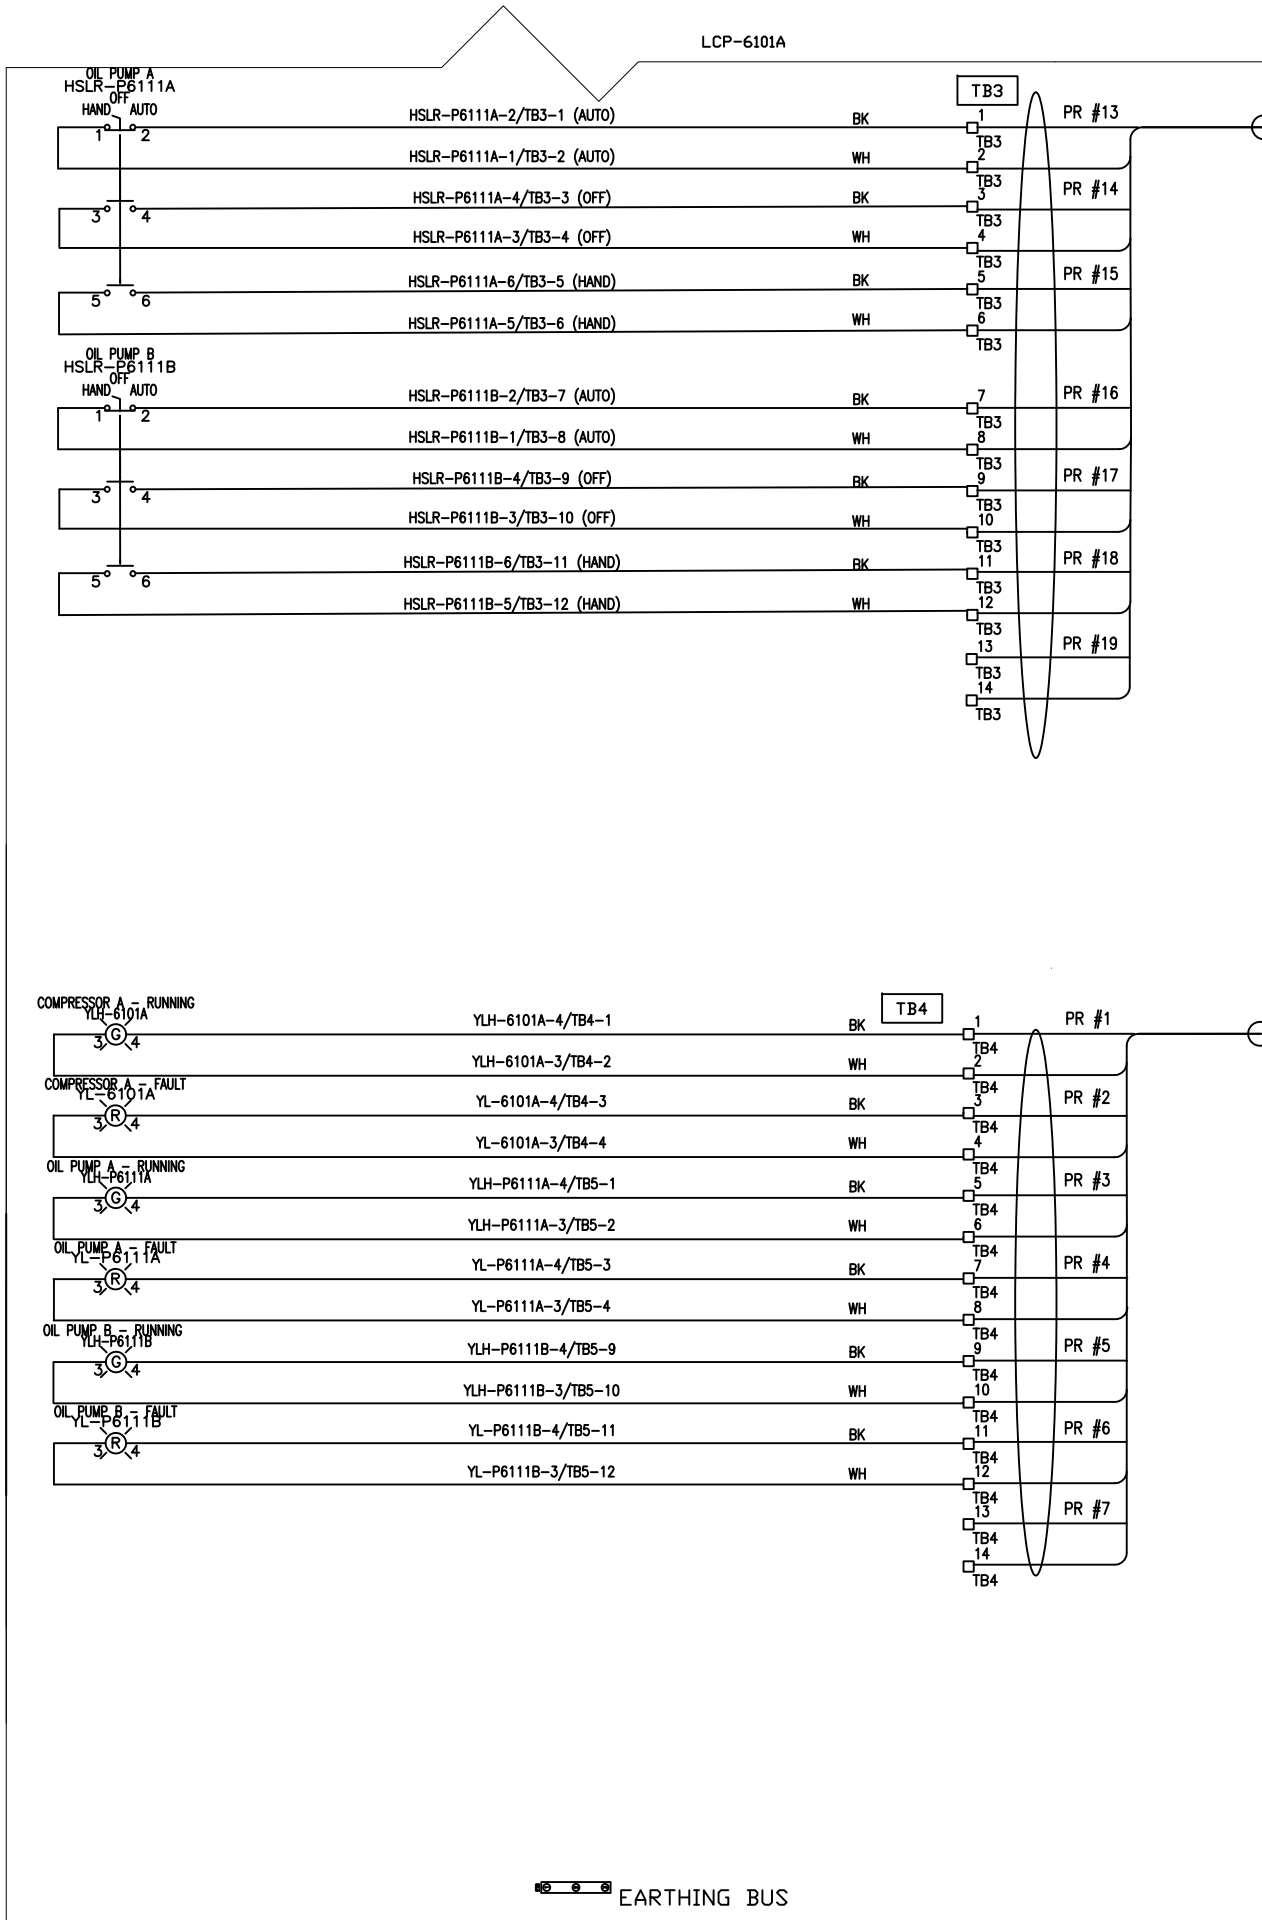 LCP-6101A
OIL PUMP A
HSLR-P6111A
OFF
HAND AUTO
TB3
1 2 HSLR-P6111A-2/TB3-1 (AUTO) BK 1 PR #13
TB3
HSLR-P6111A-1/TB3-2 (AUTO) WH 2
TB3
3 4 HSLR-P6111A-4/TB3-3 (OFF) BK 3 PR #14
TB3
HSLR-P6111A-3/TB3-4 (OFF) WH 4
TB3
5 6 HSLR-P6111A-6/TB3-5 (HAND) BK 5 PR #15
TB3
HSLR-P6111A-5/TB3-6 (HAND) WH 6
TB3
OIL PUMP B
HSLR-P6111B
OFF
HAND AUTO
1 2 HSLR-P6111B-2/TB3-7 (AUTO) BK 7 PR #16
TB3
HSLR-P6111B-1/TB3-8 (AUTO) WH 8
TB3
3 4 HSLR-P6111B-4/TB3-9 (OFF) BK 9 PR #17
TB3
HSLR-P6111B-3/TB3-10 (OFF) WH 10
TB3
5 6 HSLR-P6111B-6/TB3-11 (HAND) BK 11 PR #18
TB3
HSLR-P6111B-5/TB3-12 (HAND) WH 12
TB3
13 PR #19
TB3
14
TB3
TB4
COMPRESSOR A - RUNNING
YLH-6101A
3 G 4 YLH-6101A-4/TB4-1 BK 1 PR #1
TB4
YLH-6101A-3/TB4-2 WH 2
TB4
COMPRESSOR A - FAULT
YL-6101A
3 R 4 YL-6101A-4/TB4-3 BK 3 PR #2
TB4
YL-6101A-3/TB4-4 WH 4
TB4
OIL PUMP A - RUNNING
YLH-P6111A
3 G 4 YLH-P6111A-4/TB5-1 BK 5 PR #3
TB4
YLH-P6111A-3/TB5-2 WH 6
TB4
OIL PUMP A - FAULT
YL-P6111A
3 R 4 YL-P6111A-4/TB5-3 BK 7 PR #4
TB4
YL-P6111A-3/TB5-4 WH 8
TB4
OIL PUMP B - RUNNING
YLH-P6111B
3 G 4 YLH-P6111B-4/TB5-9 BK 9 PR #5
TB4
YLH-P6111B-3/TB5-10 WH 10
TB4
OIL PUMP B - FAULT
YL-P6111B
3 R 4 YL-P6111B-4/TB5-11 BK 11 PR #6
TB4
YL-P6111B-3/TB5-12 WH 12
TB4
13 PR #7
TB4
14
TB4
EARTHING BUS